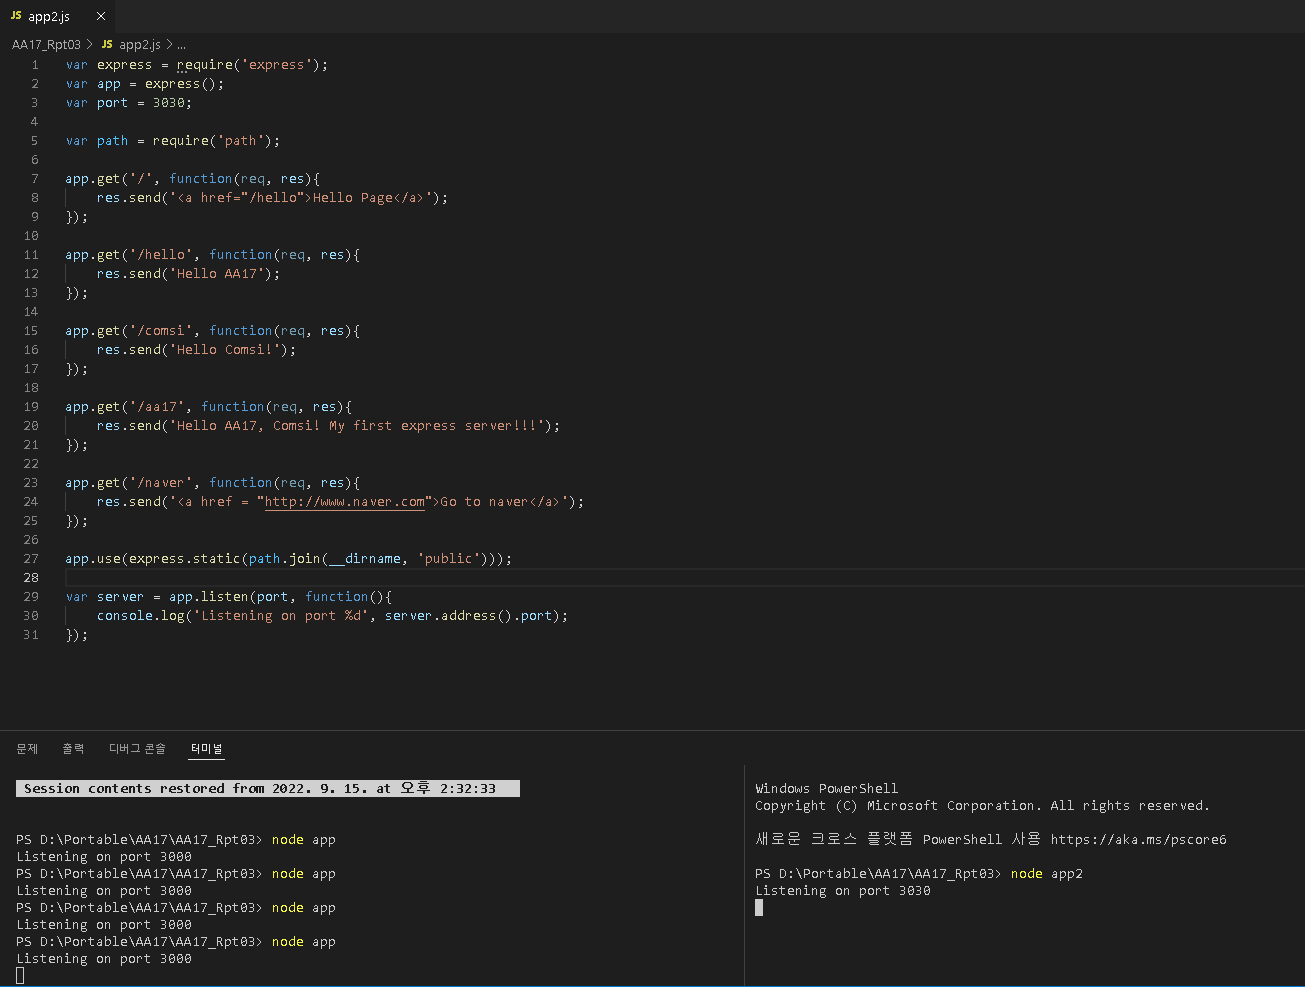 JS app2.js ×
AA17_Rpt03 > JS app2.js > ...
1 var express = require('express');
2 var app = express();
3 var port = 3030;
4
5 var path = require('path');
6
7 app.get('/', function(req, res){
8     res.send('<a href="/hello">Hello Page</a>');
9 });
10
11 app.get('/hello', function(req, res){
12     res.send('Hello AA17');
13 });
14
15 app.get('/comsi', function(req, res){
16     res.send('Hello Comsi!');
17 });
18
19 app.get('/aa17', function(req, res){
20     res.send('Hello AA17, Comsi! My first express server!!!');
21 });
22
23 app.get('/naver', function(req, res){
24     res.send('<a href = "http://www.naver.com">Go to naver</a>');
25 });
26
27 app.use(express.static(path.join(__dirname, 'public')));
28
29 var server = app.listen(port, function(){
30     console.log('Listening on port %d', server.address().port);
31 });
문제 출력 디버그 콘솔 터미널
Session contents restored from 2022. 9. 15. at 오후 2:32:33
PS D:\Portable\AA17\AA17_Rpt03> node app
Listening on port 3000
PS D:\Portable\AA17\AA17_Rpt03> node app
Listening on port 3000
PS D:\Portable\AA17\AA17_Rpt03> node app
Listening on port 3000
PS D:\Portable\AA17\AA17_Rpt03> node app
Listening on port 3000
Windows PowerShell
Copyright (C) Microsoft Corporation. All rights reserved.
새로운 크로스 플랫폼 PowerShell 사용 https://aka.ms/pscore6
PS D:\Portable\AA17\AA17_Rpt03> node app2
Listening on port 3030